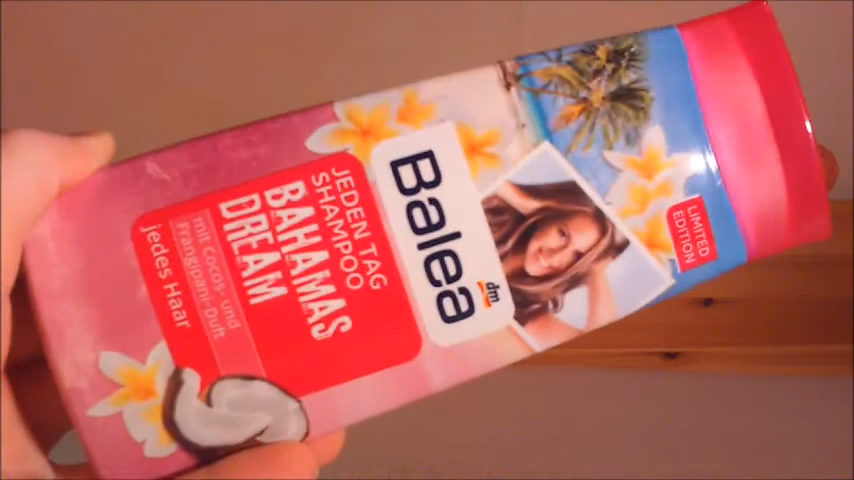 LIMITED
EDITION
Balea
dm
JEDEN TAG
SHAMPOO
BAHAMAS
DREAM
mit Cocos- und
Frangipani-Duft
jedes Haar